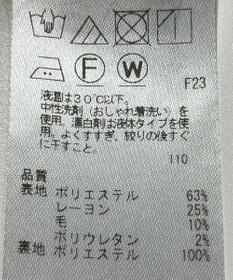 F W
F23
液温は30℃以下。
中性洗剤(おしゃれ着洗い)を
使用。漂白剤は液体タイプを使
用。よくすすぎ、絞りの後すぐ
に干すこと。
110
品質
表地 ポリエステル 63%
レーヨン 25%
毛 10%
ポリウレタン 2%
裏地 ポリエステル 100%